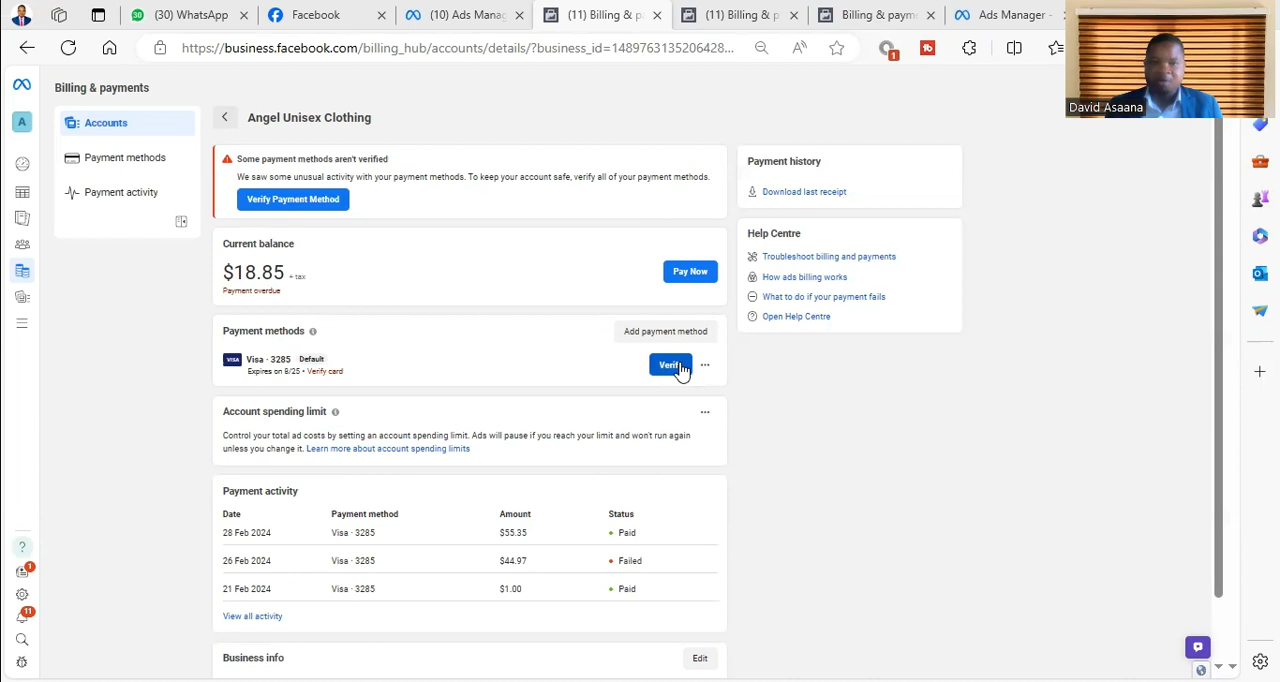 30
(30) WhatsApp
Facebook
(10) Ads Mana
(11) Billing & p
(11) Billing & p
Billing & paym
Ads Manager -
https://business.facebook.com/billing_hub/accounts/details/?business_id=1489763135206428...
1
David Asaana
Billing & payments
A
Accounts
Payment methods
Payment activity
Angel Unisex Clothing
Some payment methods aren't verified
We saw some unusual activity with your payment methods. To keep your account safe, verify all of your payment methods.
Verify Payment Method
Current balance
$18.85 + tax
Payment overdue
Pay Now
Payment methods
Add payment method
VISA Visa · 3285 Default
Expires on 8/25 • Verify card
Verify
Account spending limit
Control your total ad costs by setting an account spending limit. Ads will pause if you reach your limit and won't run again
unless you change it. Learn more about account spending limits
Payment activity
Date Payment method Amount Status
28 Feb 2024 Visa · 3285 $55.35 Paid
26 Feb 2024 Visa · 3285 $44.97 Failed
21 Feb 2024 Visa · 3285 $1.00 Paid
View all activity
Business info
Edit
Payment history
Download last receipt
Help Centre
Troubleshoot billing and payments
How ads billing works
What to do if your payment fails
Open Help Centre
1
11